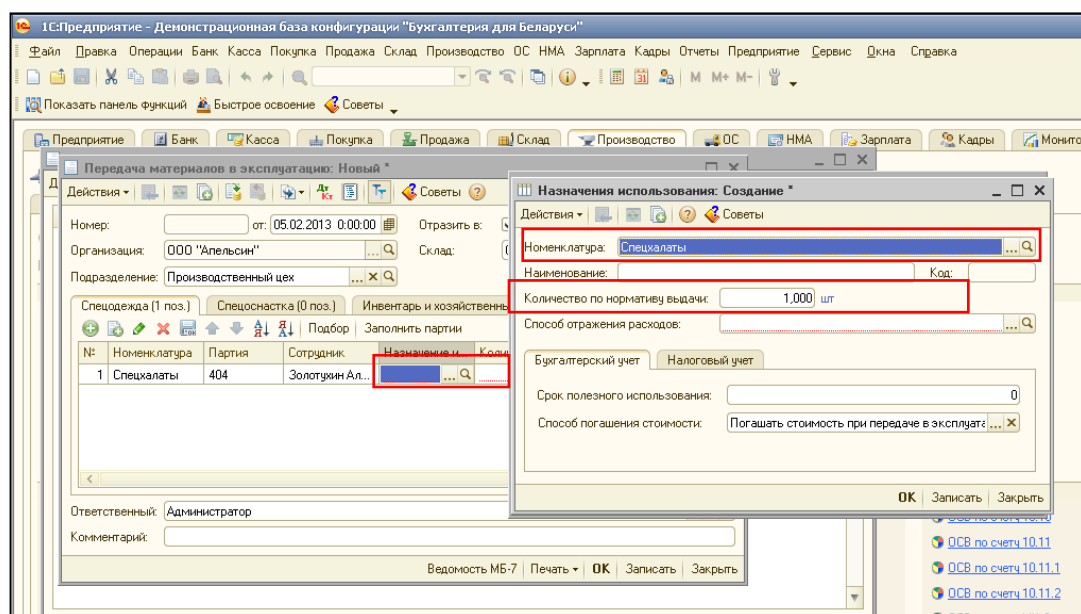 1С:Предприятие - Демонстрационная база конфигурации "Бухгалтерия для Беларуси"
Файл Правка Операции Банк Касса Покупка Продажа Склад Производство ОС НМА Зарплата Кадры Отчеты Предприятие Сервис Окна Справка
M M+ M-
Показать панель функций Быстрое освоение Советы
Предприятие Банк Касса Покупка Продажа Склад Производство ОС НМА Зарплата Кадры Монито
Передача материалов в эксплуатацию: Новый *
Действия Советы
Номер: от: 05.02.2013 0:00:00 Отразить в:
Организация: ООО "Апельсин" ... Склад:
Подразделение: Производственный цех ...
Спецодежда (1 поз.) Спецоснастка (0 поз.) Инвентарь и хозяйственны
Подбор Заполнить партии
№ Номенклатура Партия Сотрудник Назначение и... Колич
1 Спецхалаты 404 Золотухин Ал... ...
Ответственный: Администратор
Комментарий:
Ведомость МБ-7 Печать OK Записать Закрыть
Назначения использования: Создание *
Действия Советы
Номенклатура: Спецхалаты ...
Наименование: Код:
Количество по нормативу выдачи: 1,000 шт
Способ отражения расходов: ...
Бухгалтерский учет Налоговый учет
Срок полезного использования: 0
Способ погашения стоимости: Погашать стоимость при передаче в эксплуата ...
OK Записать Закрыть
ОСВ по счету 10.11
ОСВ по счету 10.11.1
ОСВ по счету 10.11.2